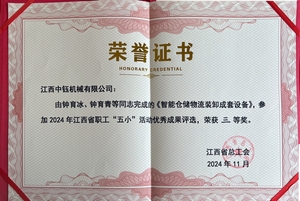 荣誉证书
HONORARY CREDENTIAL
江西中钰机械有限公司:
由钟育冰、钟育青等同志完成的《智能仓储物流装卸成套设备》,参
加2024年江西省职工“五小”活动优秀成果评选,荣获 三 等奖。
江西省总工会
2024年11月